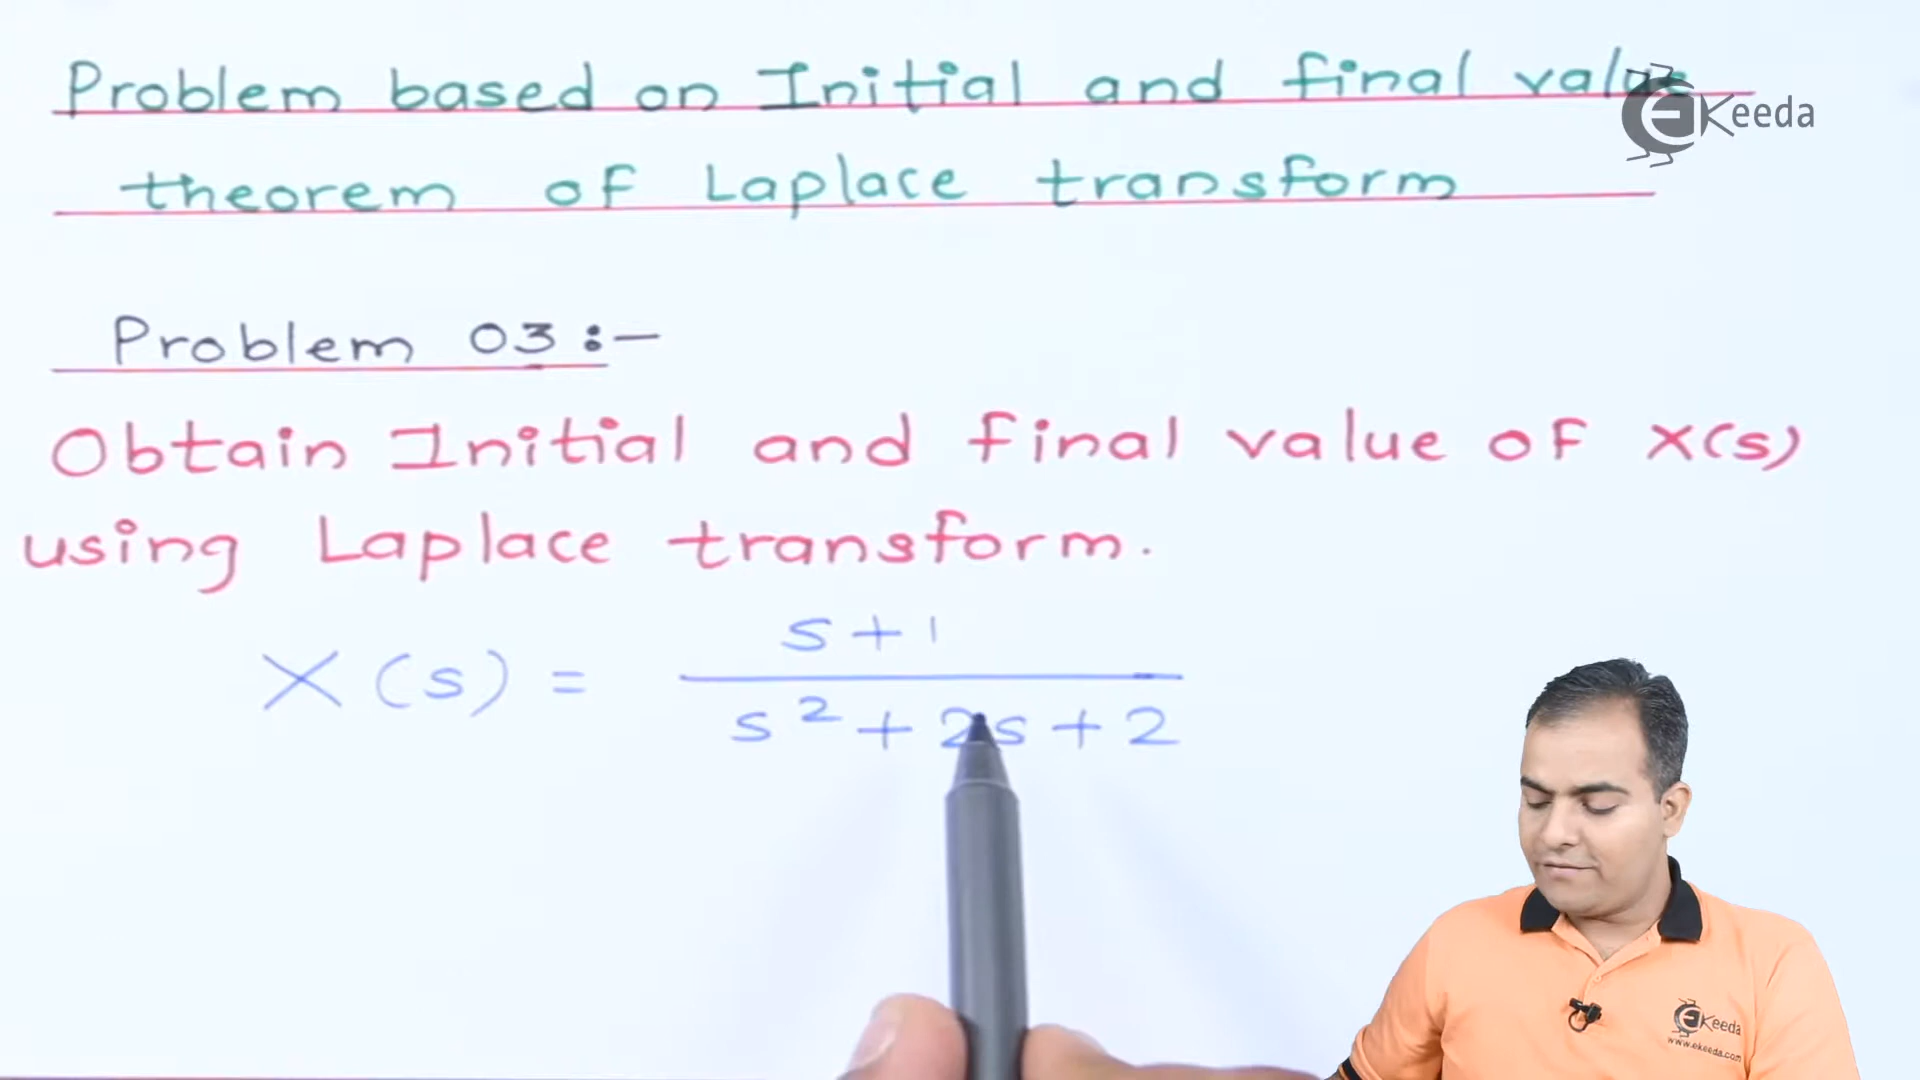 Problem based on Initial and final value
EKeeda
theorem of Laplace transform
Problem 03:-
Obtain Initial and final value of X(s)
using Laplace transform.
X(s) = s+1 / s²+2s+2
EKeeda
www.ekeeda.com